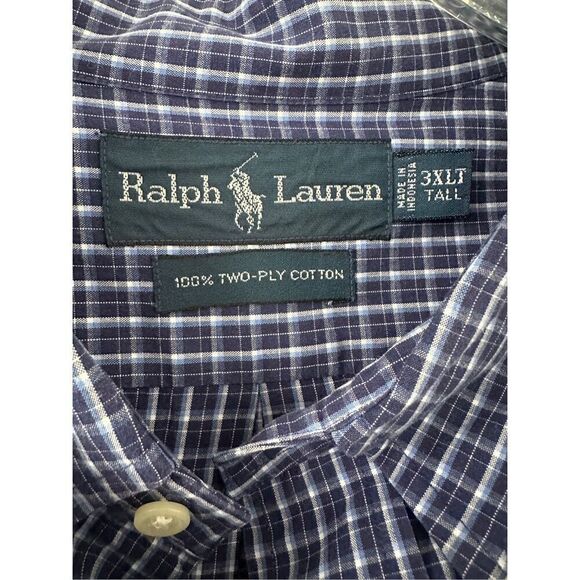 Ralph Lauren
MADE IN
INDONESIA
3XLT
TALL
100% TWO-PLY COTTON